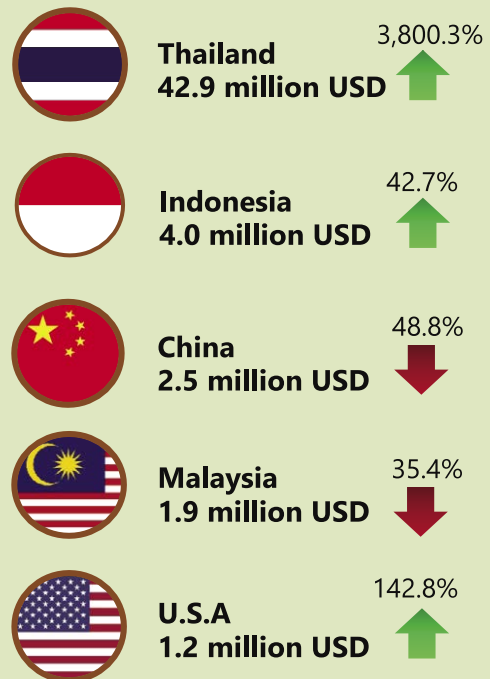 3,800.3%
Thailand
42.9 million USD
42.7%
Indonesia
4.0 million USD
48.8%
China
2.5 million USD
35.4%
Malaysia
1.9 million USD
142.8%
U.S.A
1.2 million USD